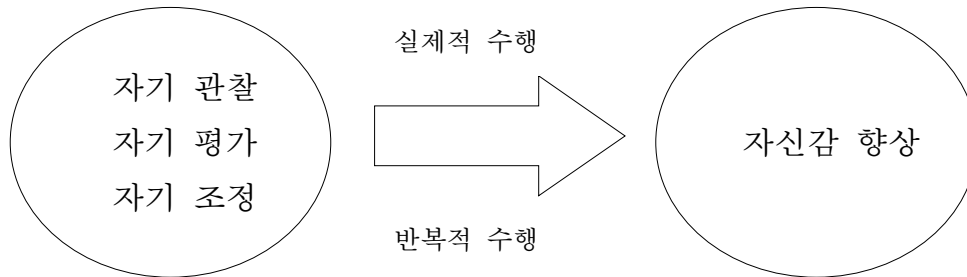 자기 관찰
자기 평가
자기 조정
실제적 수행
반복적 수행
자신감 향상